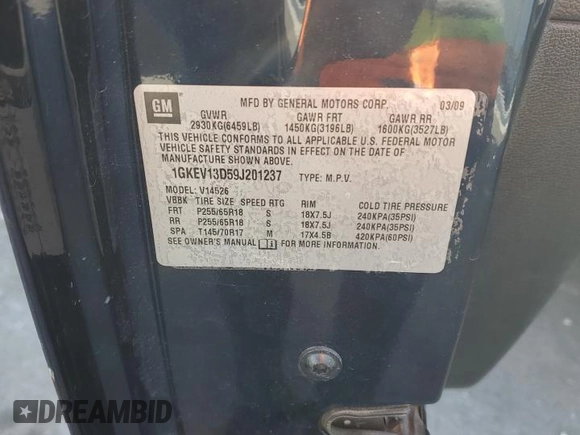 GM
MFD BY GENERAL MOTORS CORP. 03/09
GVWR GAWR FRT GAWR RR
2930KG(6459LB) 1450KG(3196LB) 1600KG(3527LB)
THIS VEHICLE CONFORMS TO ALL APPLICABLE U.S. FEDERAL MOTOR
VEHICLE SAFETY STANDARDS IN EFFECT ON THE DATE OF
MANUFACTURE SHOWN ABOVE.
1GKEV13D59J201237 TYPE: M.P.V.
MODEL: V14526
VBBK TIRE SIZE SPEED RTG RIM COLD TIRE PRESSURE
FRT P255/65R18 S 18X7.5J 240KPA(35PSI)
RR P255/65R18 S 18X7.5J 240KPA(35PSI)
SPA T145/70R17 M 17X4.5B 420KPA(60PSI)
SEE OWNER'S MANUAL FOR MORE INFORMATION.
DREAMBID